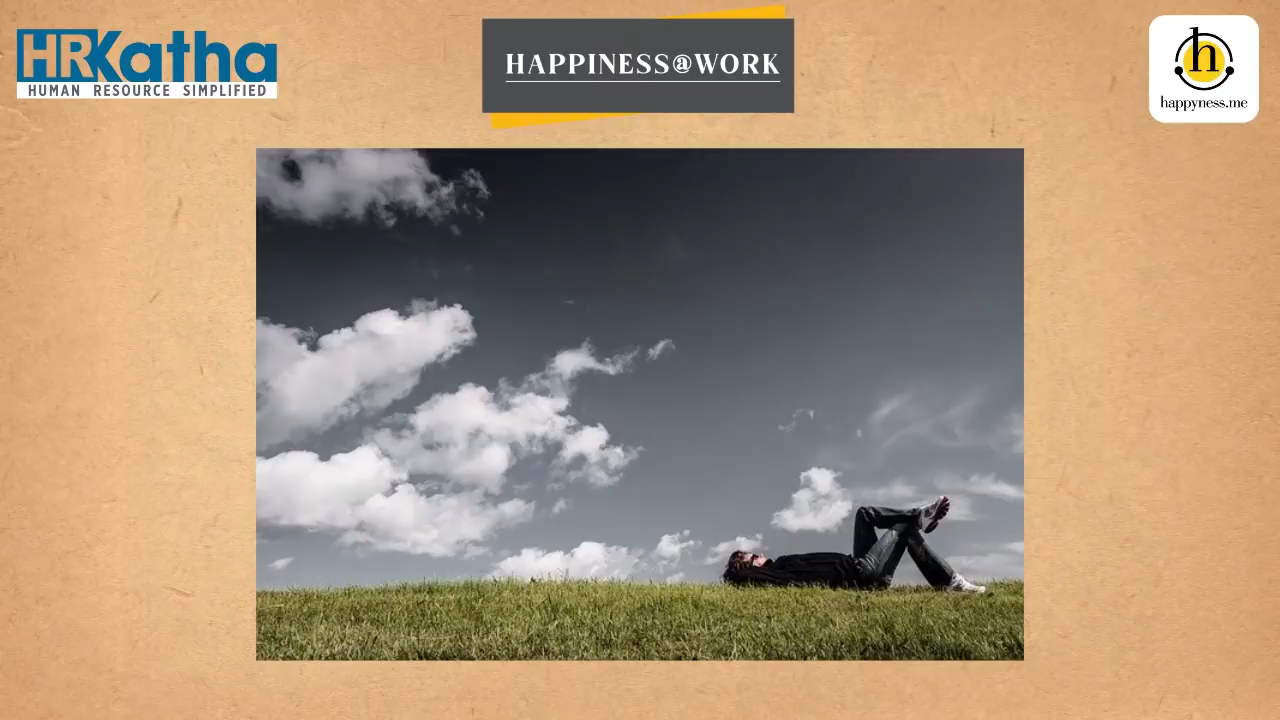 HRKatha
HUMAN RESOURCE SIMPLIFIED
HAPPINESS@WORK
h
happyness.me